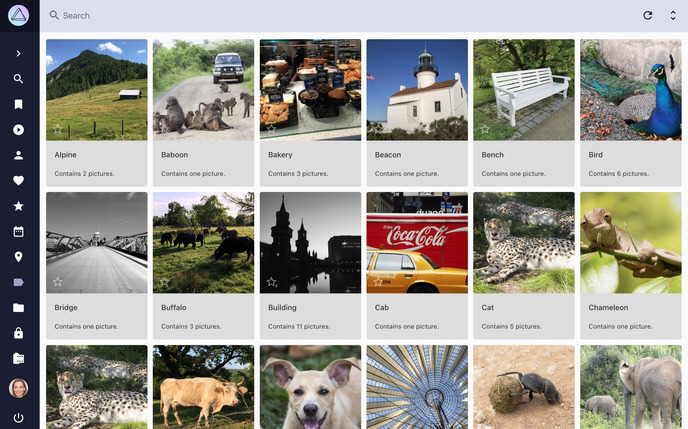 Search
Alpine
Contains 2 pictures.
Baboon
Contains one picture.
Bakery
Contains 3 pictures.
Beacon
Contains one picture.
Bench
Contains one picture.
Bird
Contains 6 pictures.
Enjoy
Coca-Cola
Bridge
Contains one picture.
Buffalo
Contains 3 pictures.
Building
Contains 11 pictures.
Cab
Contains one picture.
Cat
Contains 5 pictures.
Chameleon
Contains one picture.